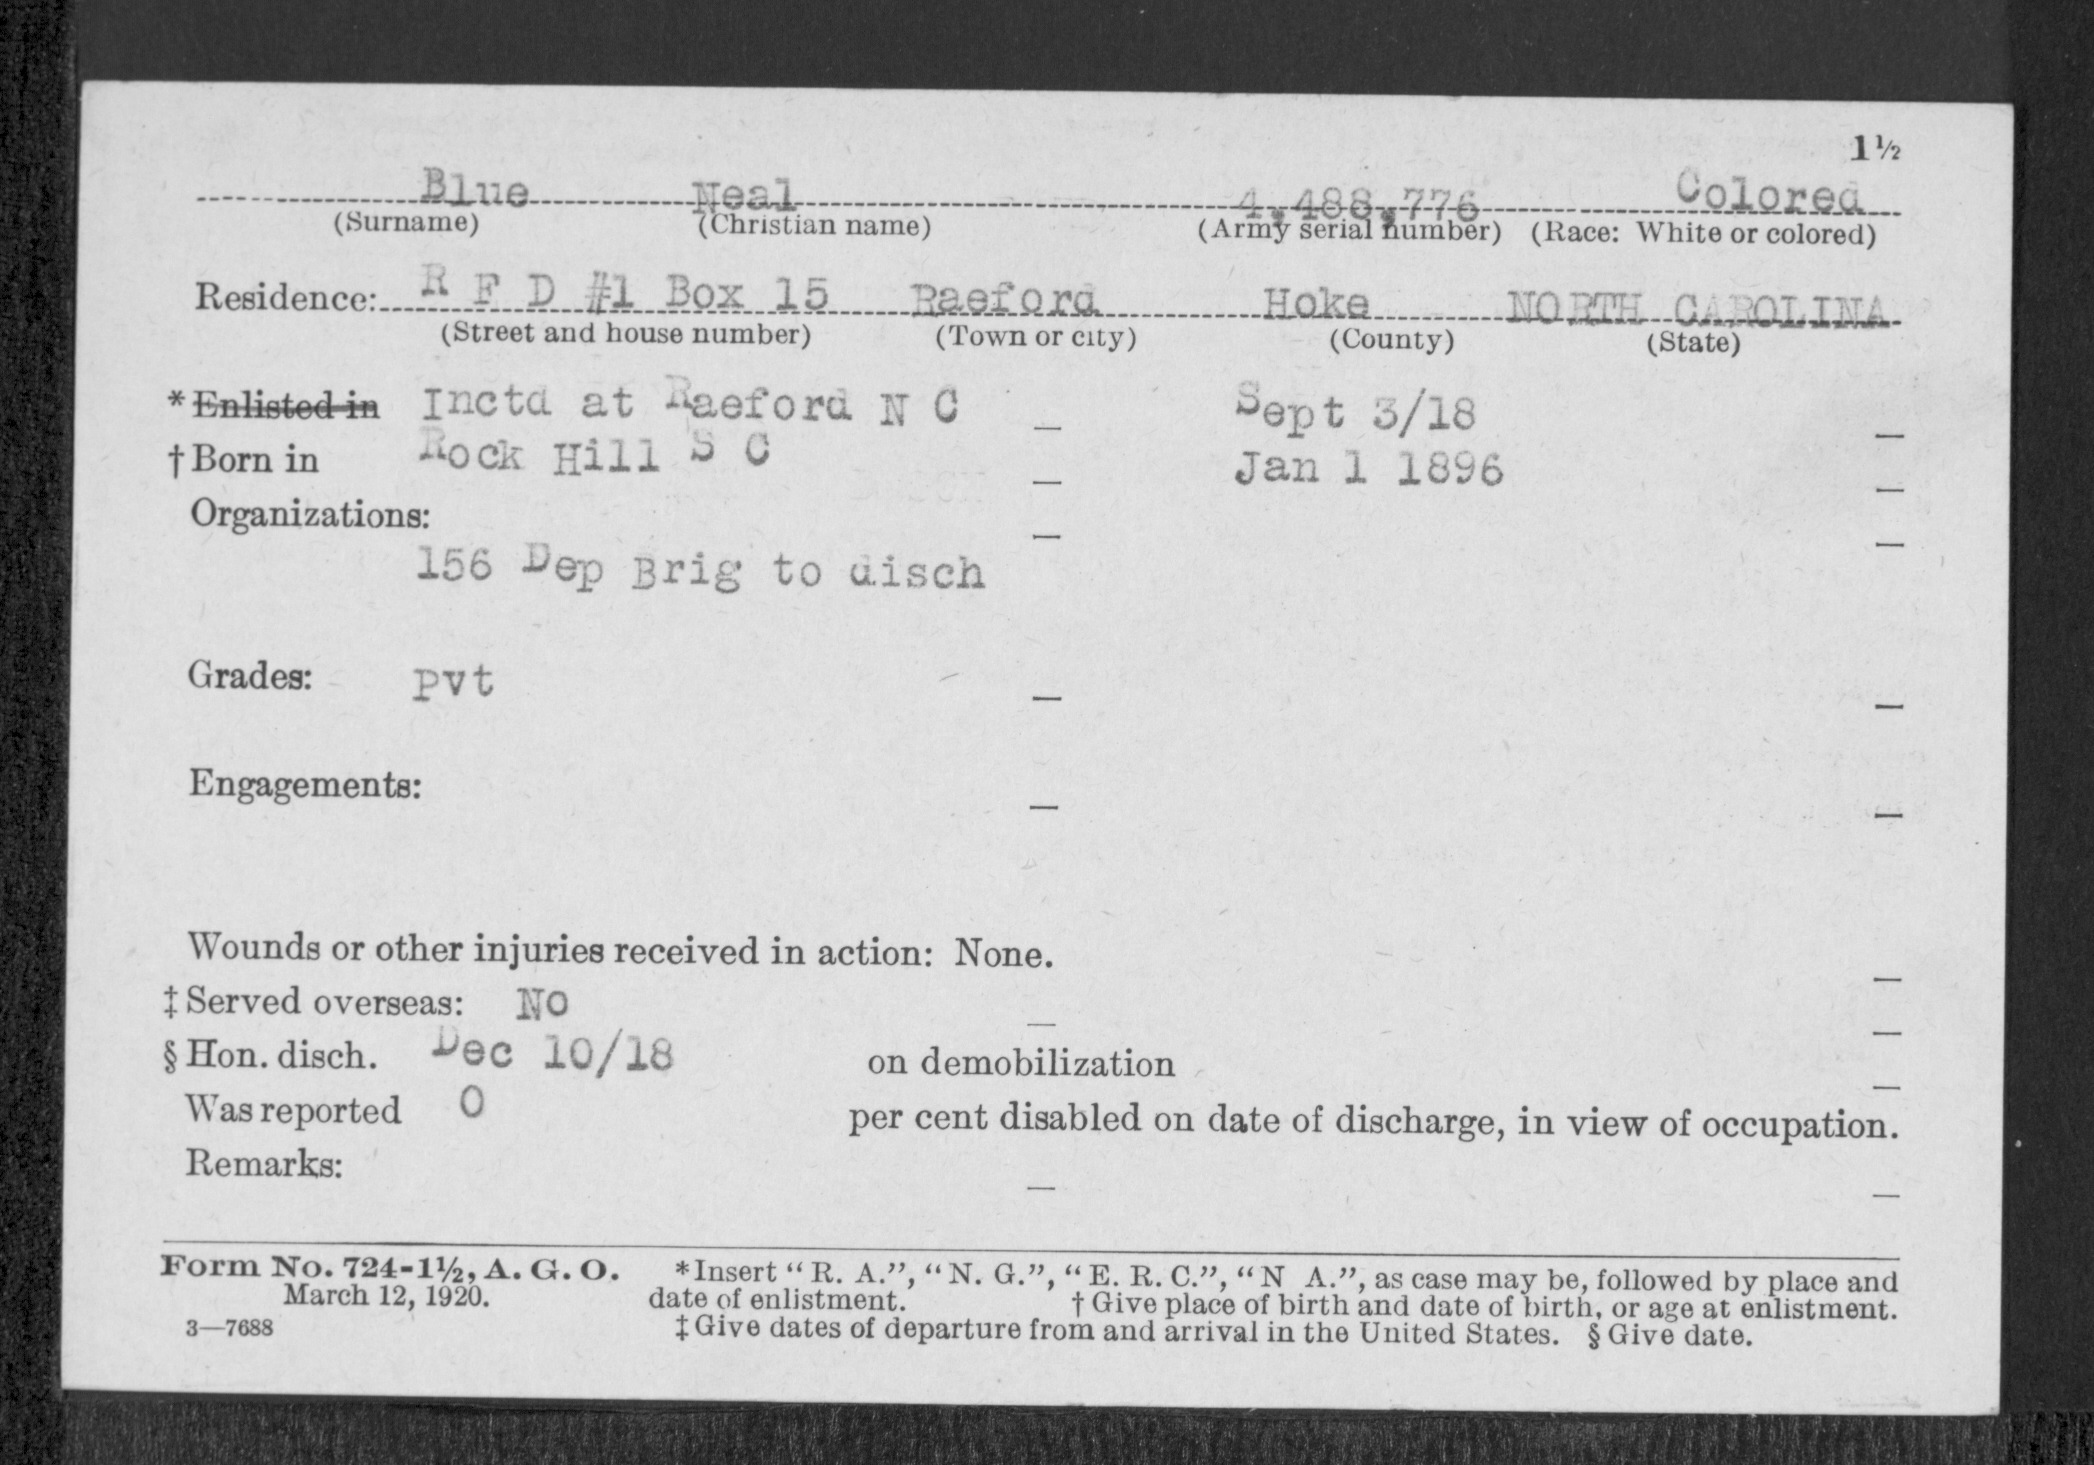 1½
Blue Neal 4,488,776 Colored
(Surname) (Christian name) (Army serial number) (Race: White or colored)
Residence: R F D #1 Box 15 Raeford Hoke NORTH CAROLINA
(Street and house number) (Town or city) (County) (State)
* Enlisted in Inctd at Raeford N C — Sept 3/18 —
† Born in Rock Hill S C — Jan 1 1896 —
Organizations: — —
156 Dep Brig to disch
Grades: pvt — —
Engagements: — —
Wounds or other injuries received in action: None. —
‡ Served overseas: No — —
§ Hon. disch. Dec 10/18 on demobilization —
Was reported 0 per cent disabled on date of discharge, in view of occupation.
Remarks: — —
Form No. 724-1½, A. G. O. *Insert "R. A.", "N. G.", "E. R. C.", "N A.", as case may be, followed by place and
March 12, 1920. date of enlistment. † Give place of birth and date of birth, or age at enlistment.
3—7688 ‡ Give dates of departure from and arrival in the United States. § Give date.